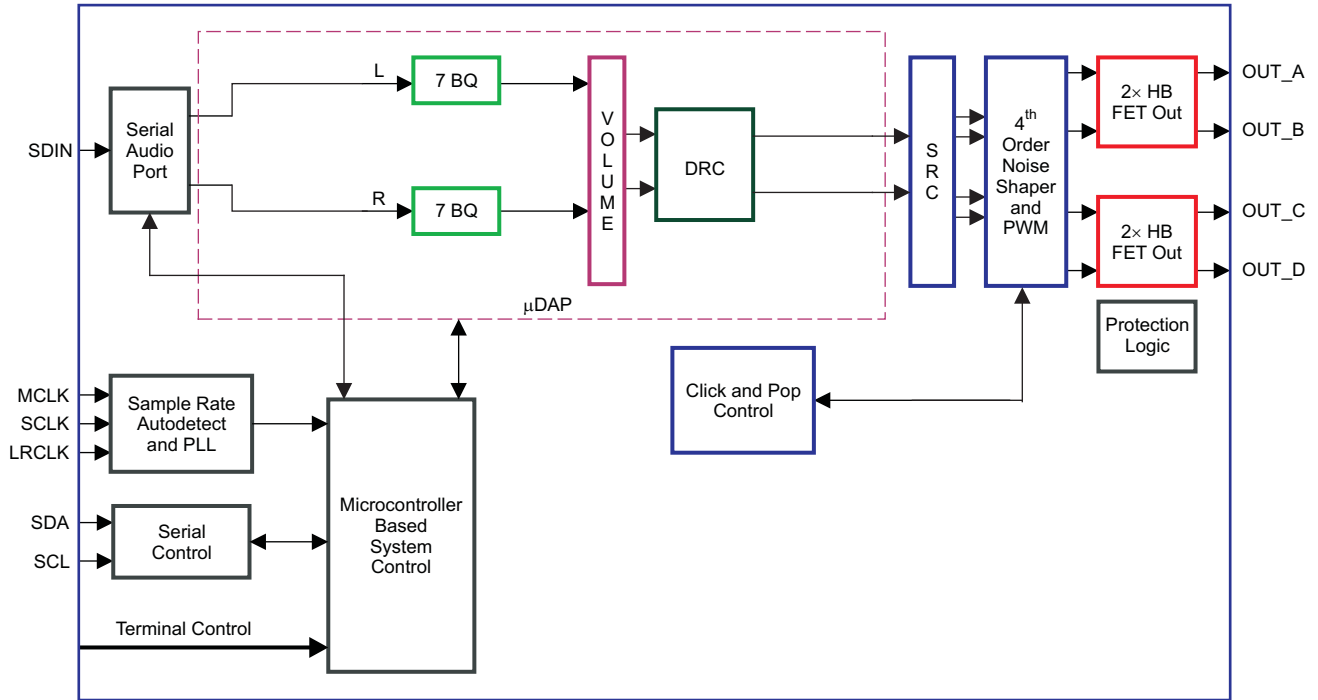 SDIN
Serial
Audio
Port
L
7 BQ
R
7 BQ
V
O
L
U
M
E
DRC
S
R
C
4th
Order
Noise
Shaper
and
PWM
2× HB
FET Out
OUT_A
OUT_B
2× HB
FET Out
OUT_C
OUT_D
μDAP
Protection
Logic
Click and Pop
Control
MCLK
SCLK
LRCLK
Sample Rate
Autodetect
and PLL
SDA
SCL
Serial
Control
Microcontroller
Based
System
Control
Terminal Control